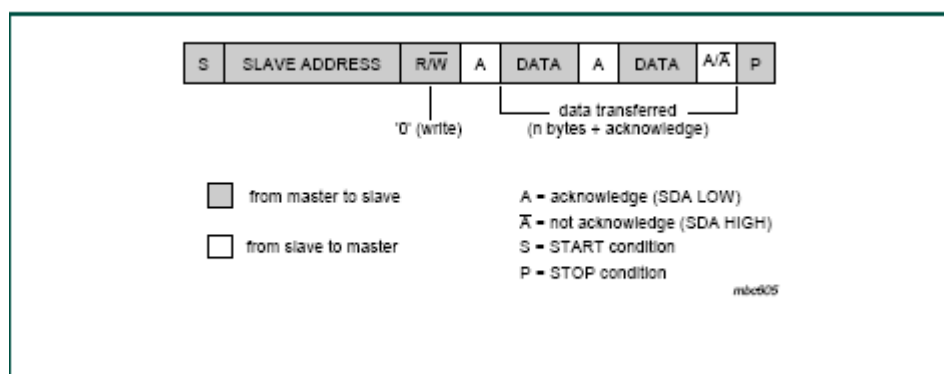 S SLAVE ADDRESS R/W̅ A DATA A DATA A/A̅ P
data transferred
'0' (write) (n bytes + acknowledge)
from master to slave
from slave to master
A = acknowledge (SDA LOW)
A̅ = not acknowledge (SDA HIGH)
S = START condition
P = STOP condition
mbc605